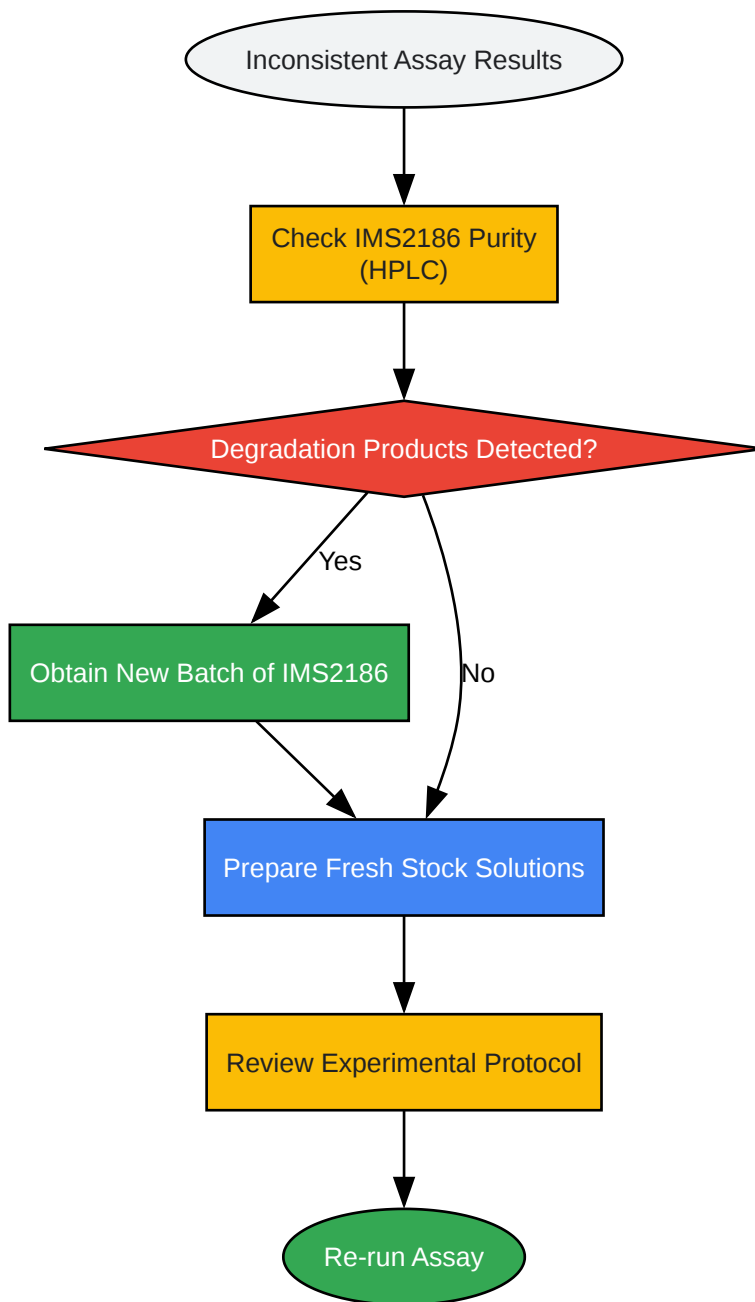 Inconsistent Assay Results
Check IMS2186 Purity
(HPLC)
Degradation Products Detected?
Yes
Obtain New Batch of IMS2186
No
Prepare Fresh Stock Solutions
Review Experimental Protocol
Re-run Assay